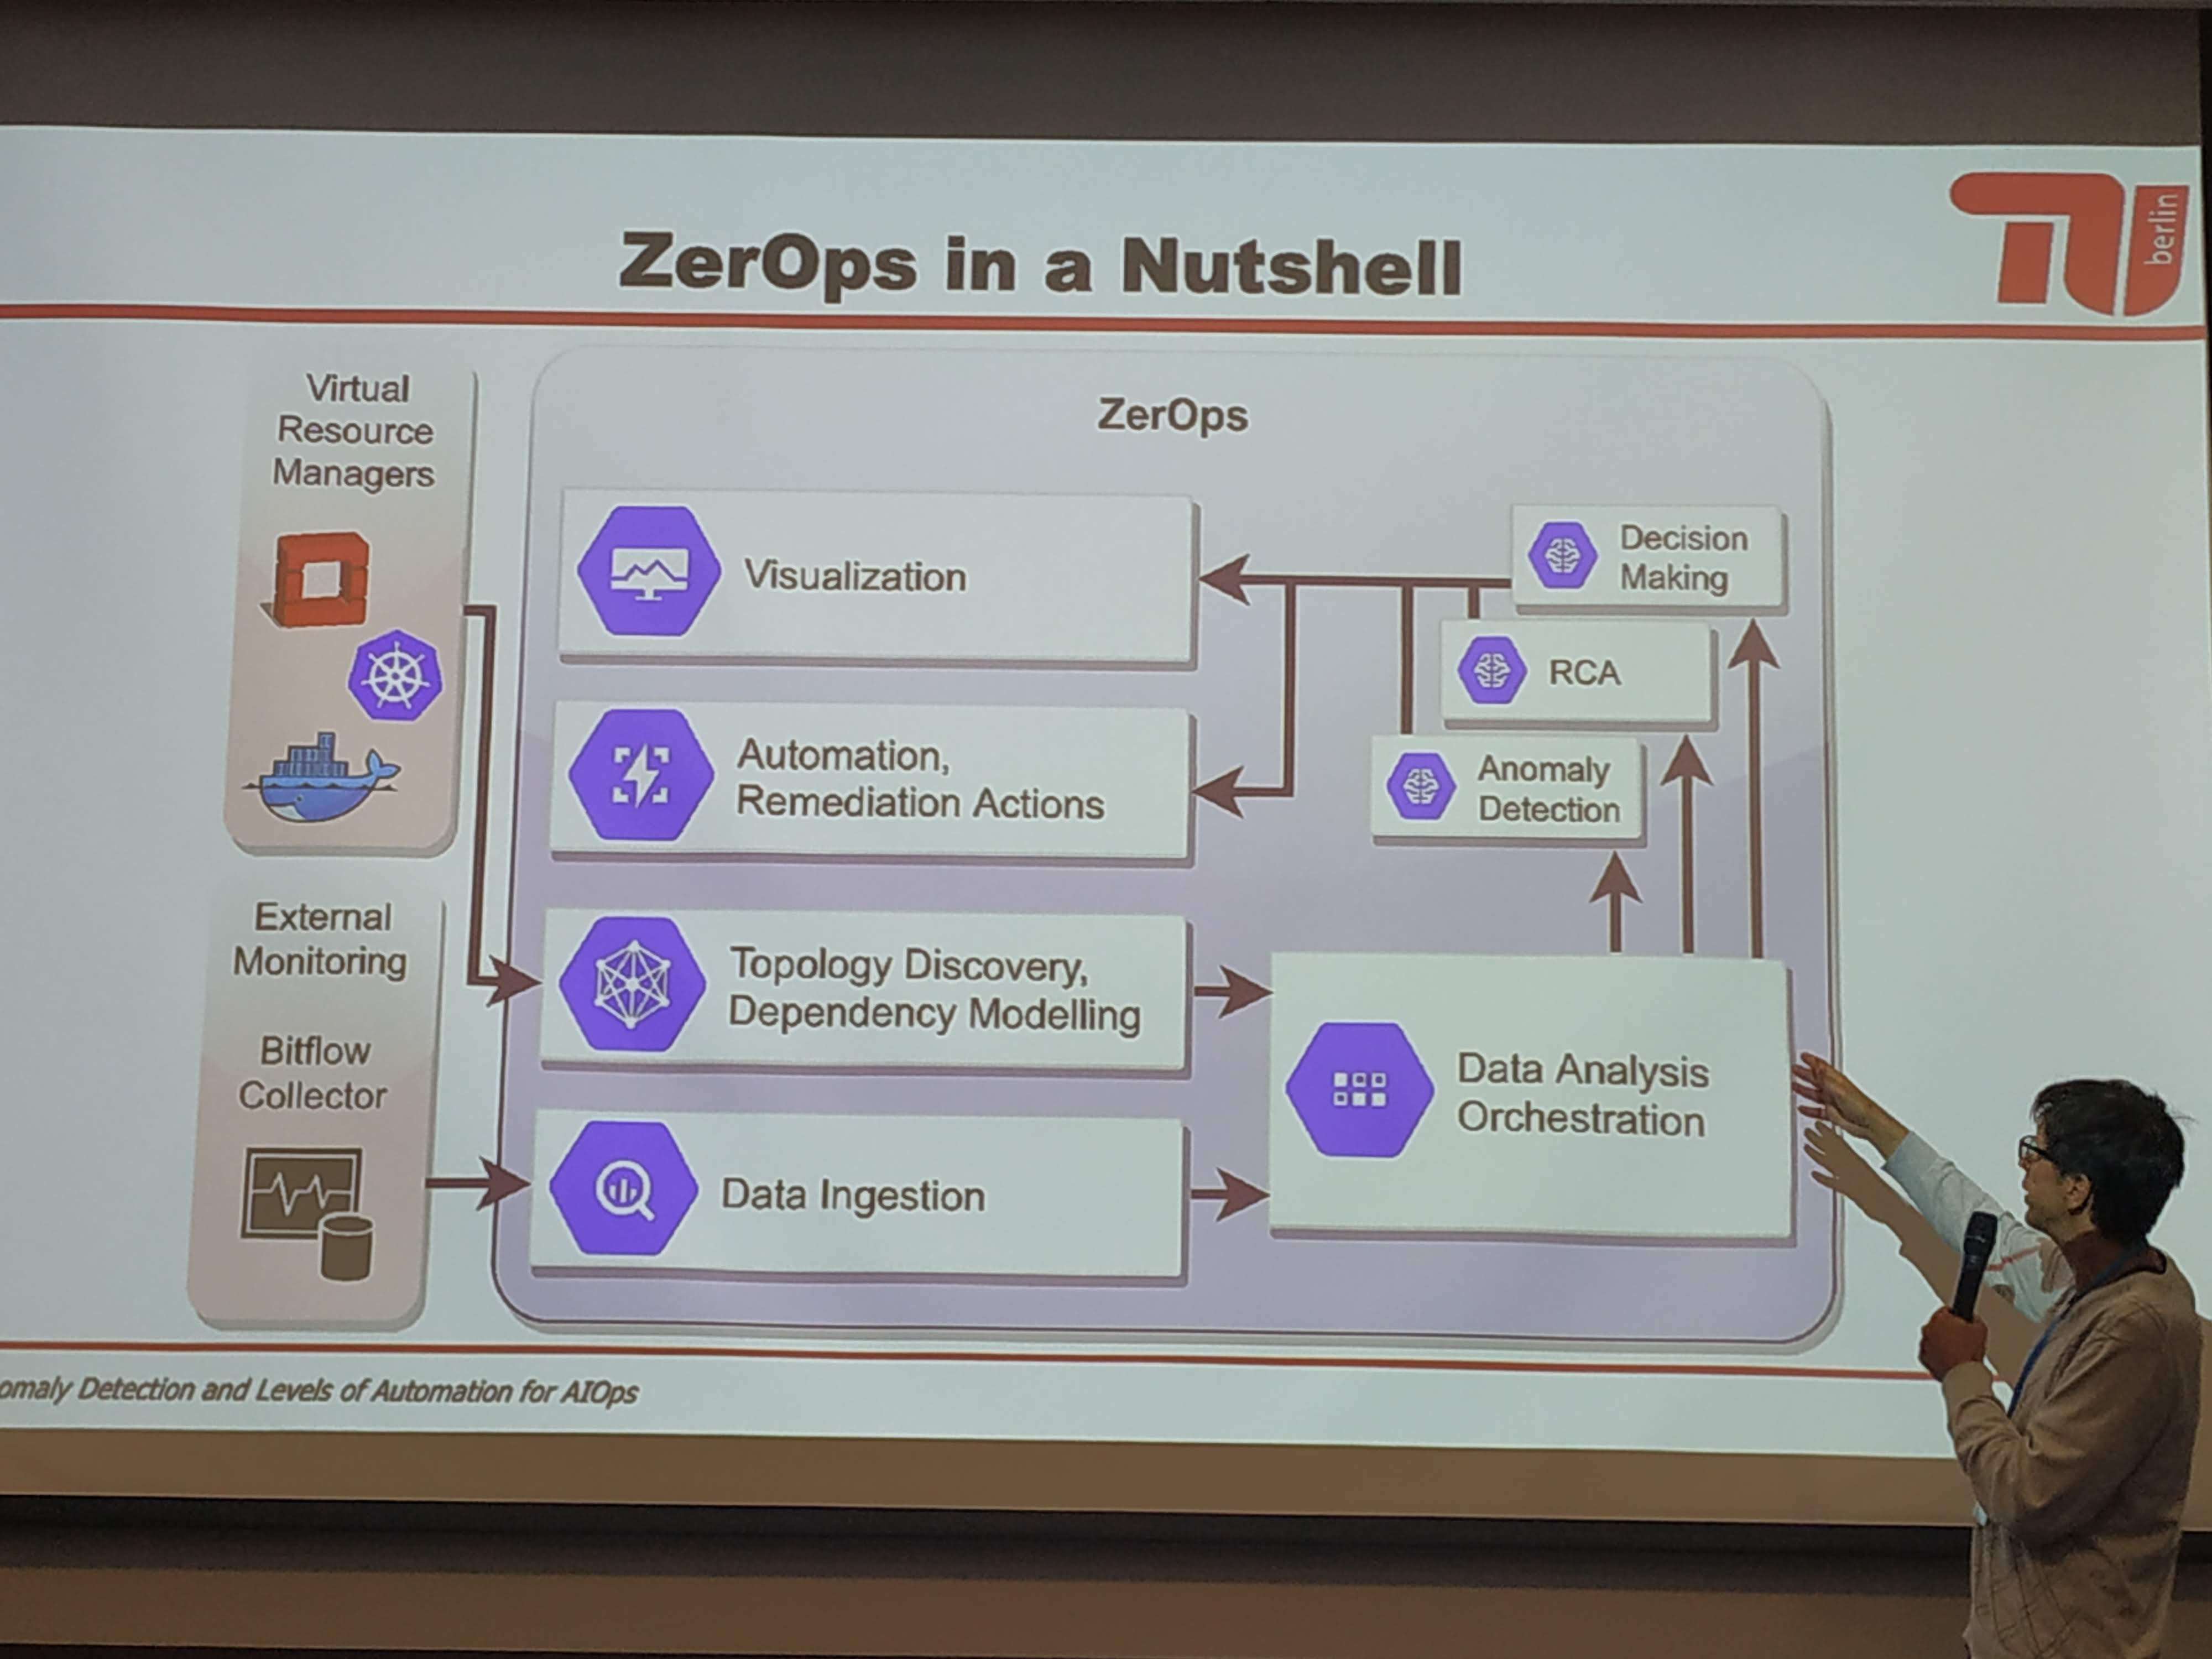 ZerOps in a Nutshell
berlin
Virtual
Resource
Managers
External
Monitoring
Bitflow
Collector
ZerOps
Visualization
Automation,
Remediation Actions
Topology Discovery,
Dependency Modelling
Data Ingestion
Decision
Making
RCA
Anomaly
Detection
Data Analysis
Orchestration
omaly Detection and Levels of Automation for AIOps